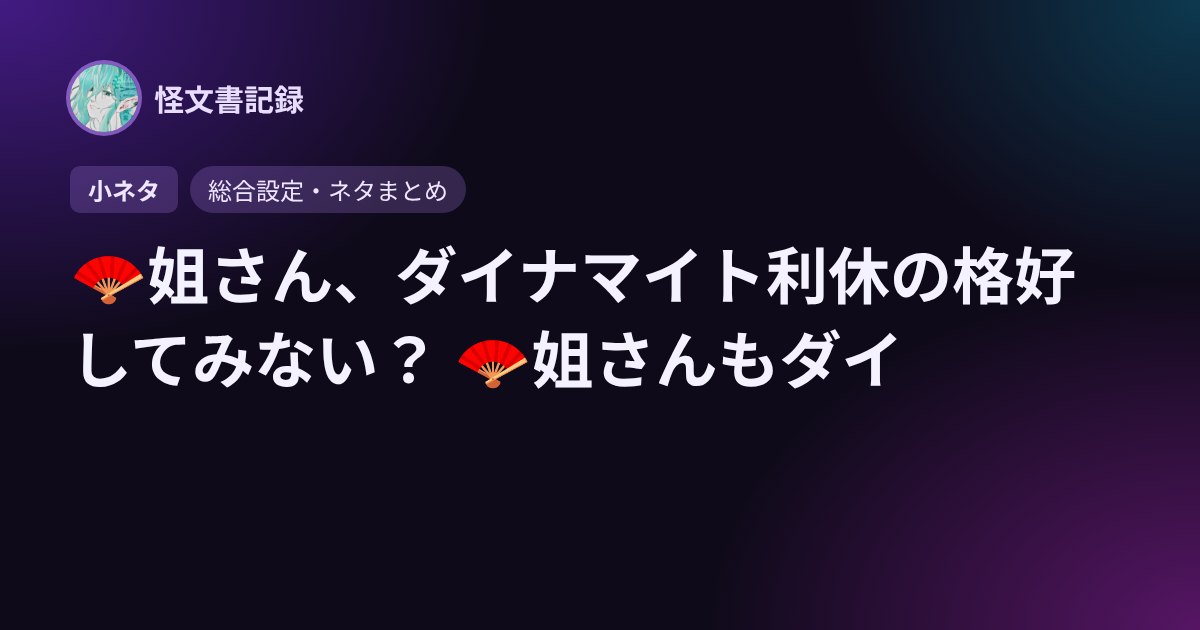 怪文書記録
小ネタ
総合設定・ネタまとめ
🪭姐さん、ダイナマイト利休の格好
してみない？ 🪭姐さんもダイ